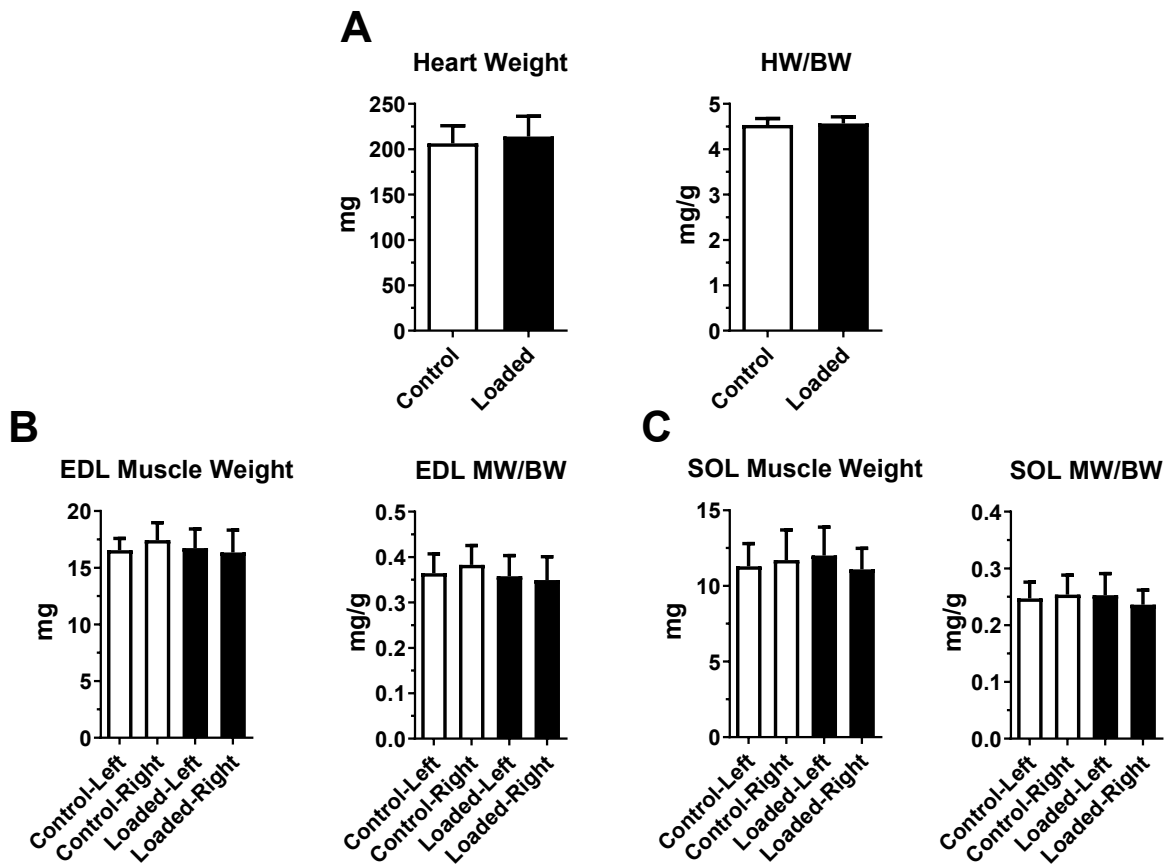 A
Heart Weight
250
200
150
100
50
0
mg
Control
Loaded
HW/BW
5
4
3
2
1
0
mg/g
Control
Loaded
B
EDL Muscle Weight
20
15
10
5
0
mg
Control-Left
Control-Right
Loaded-Left
Loaded-Right
EDL MW/BW
0.5
0.4
0.3
0.2
0.1
0.0
mg/g
Control-Left
Control-Right
Loaded-Left
Loaded-Right
C
SOL Muscle Weight
15
10
5
0
mg
Control-Left
Control-Right
Loaded-Left
Loaded-Right
SOL MW/BW
0.4
0.3
0.2
0.1
0.0
mg/g
Control-Left
Control-Right
Loaded-Left
Loaded-Right